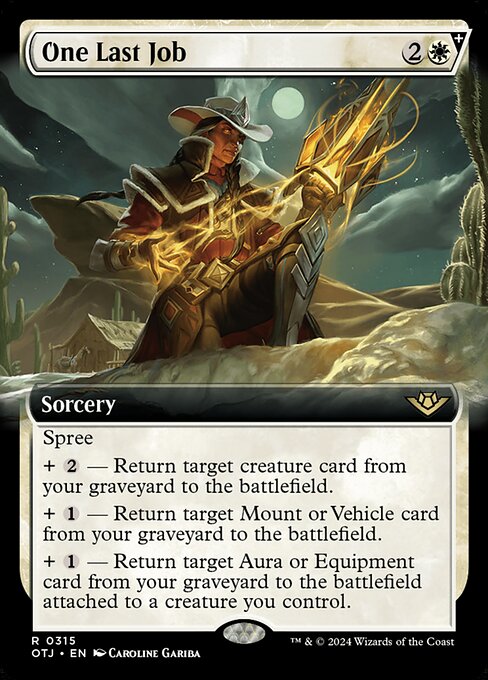 One Last Job 2
Sorcery
Spree
+ 2 — Return target creature card from
your graveyard to the battlefield.
+ 1 — Return target Mount or Vehicle card
from your graveyard to the battlefield.
+ 1 — Return target Aura or Equipment
card from your graveyard to the battlefield
attached to a creature you control.
R 0315
OTJ • EN CAROLINE GARIBA
™ & © 2024 Wizards of the Coast